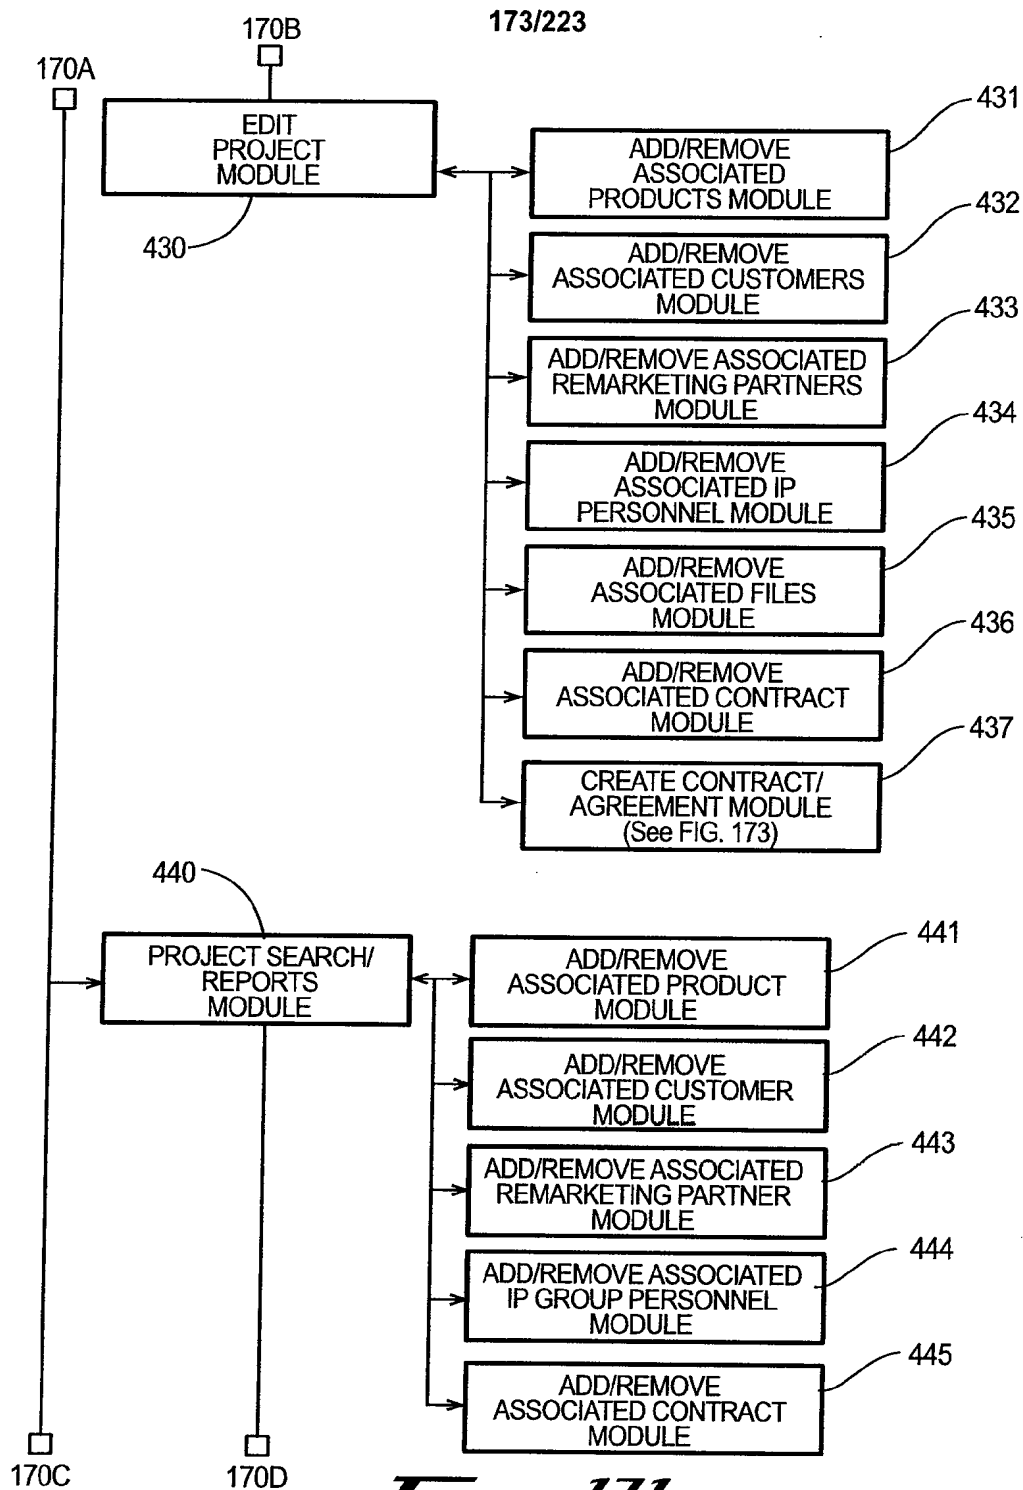 173/223
170B
170A
EDIT
PROJECT
MODULE
430
ADD/REMOVE
ASSOCIATED
PRODUCTS MODULE
431
ADD/REMOVE
ASSOCIATED CUSTOMERS
MODULE
432
ADD/REMOVE ASSOCIATED
REMARKETING PARTNERS
MODULE
433
ADD/REMOVE
ASSOCIATED IP
PERSONNEL MODULE
434
ADD/REMOVE
ASSOCIATED FILES
MODULE
435
ADD/REMOVE
ASSOCIATED CONTRACT
MODULE
436
CREATE CONTRACT/
AGREEMENT MODULE
(See FIG. 173)
437
440
PROJECT SEARCH/
REPORTS
MODULE
ADD/REMOVE
ASSOCIATED PRODUCT
MODULE
441
ADD/REMOVE
ASSOCIATED CUSTOMER
MODULE
442
ADD/REMOVE ASSOCIATED
REMARKETING PARTNER
MODULE
443
ADD/REMOVE ASSOCIATED
IP GROUP PERSONNEL
MODULE
444
ADD/REMOVE
ASSOCIATED CONTRACT
MODULE
445
170C
170D
171